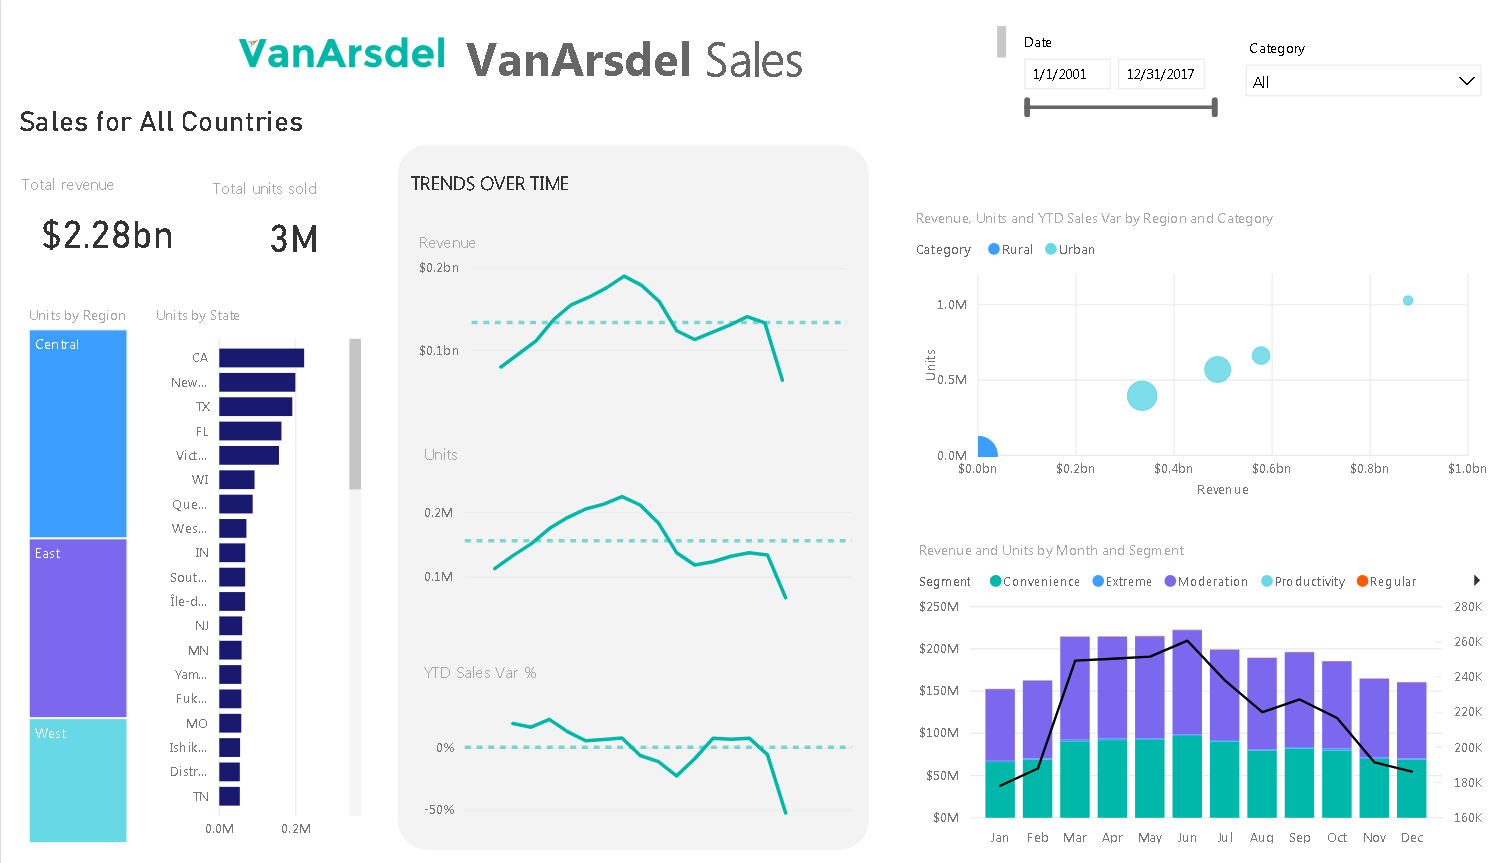 VanArsdel
VanArsdel Sales
Date
1/1/2001
12/31/2017
Category
All
Sales for All Countries
Total revenue
$2.28bn
Total units sold
3M
Units by Region
Central
East
West
Units by State
CA
New...
TX
FL
Vict...
WI
Que...
Wes...
IN
Sout...
Île-d...
NJ
MN
Yam...
Fuk...
MO
Ishik...
Distr...
TN
0.0M 0.2M
TRENDS OVER TIME
Revenue
$0.2bn
$0.1bn
Units
0.2M
0.1M
YTD Sales Var %
0%
-50%
Revenue, Units and YTD Sales Var by Region and Category
Category Rural Urban
Units
1.0M
0.5M
0.0M
$0.0bn $0.2bn $0.4bn $0.6bn $0.8bn $1.0bn
Revenue
Revenue and Units by Month and Segment
Segment Convenience Extreme Moderation Productivity Regular
$250M 280K
$200M 260K
$150M 240K
$100M 220K
$50M 200K
$0M 180K
160K
Jan Feb Mar Apr May Jun Jul Aug Sep Oct Nov Dec